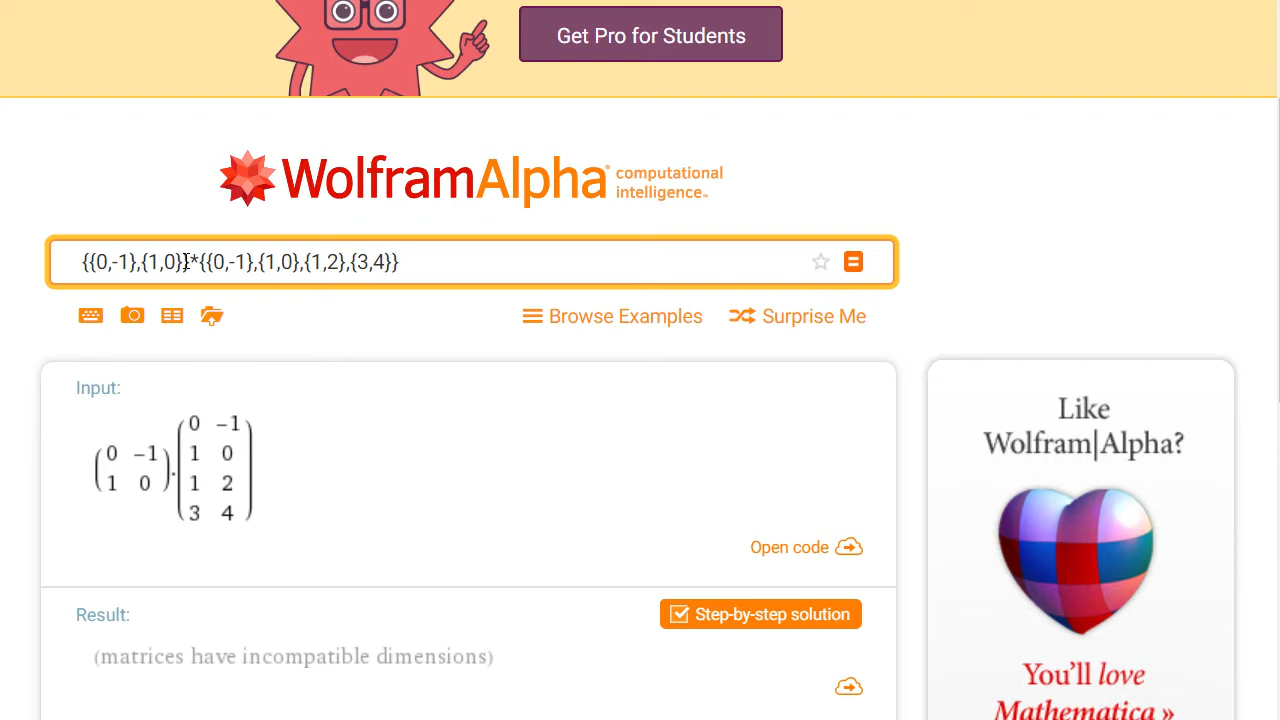 Get Pro for Students
WolframAlpha computational intelligence™
{{0,-1},{1,0}}*{{0,-1},{1,0},{1,2},{3,4}}
Browse Examples Surprise Me
Input:
( 0 −1
1 0 ) . ( 0 −1
1 0
1 2
3 4 )
Open code
Result:
Step-by-step solution
(matrices have incompatible dimensions)
Like
Wolfram|Alpha?
You'll love
Mathematica »